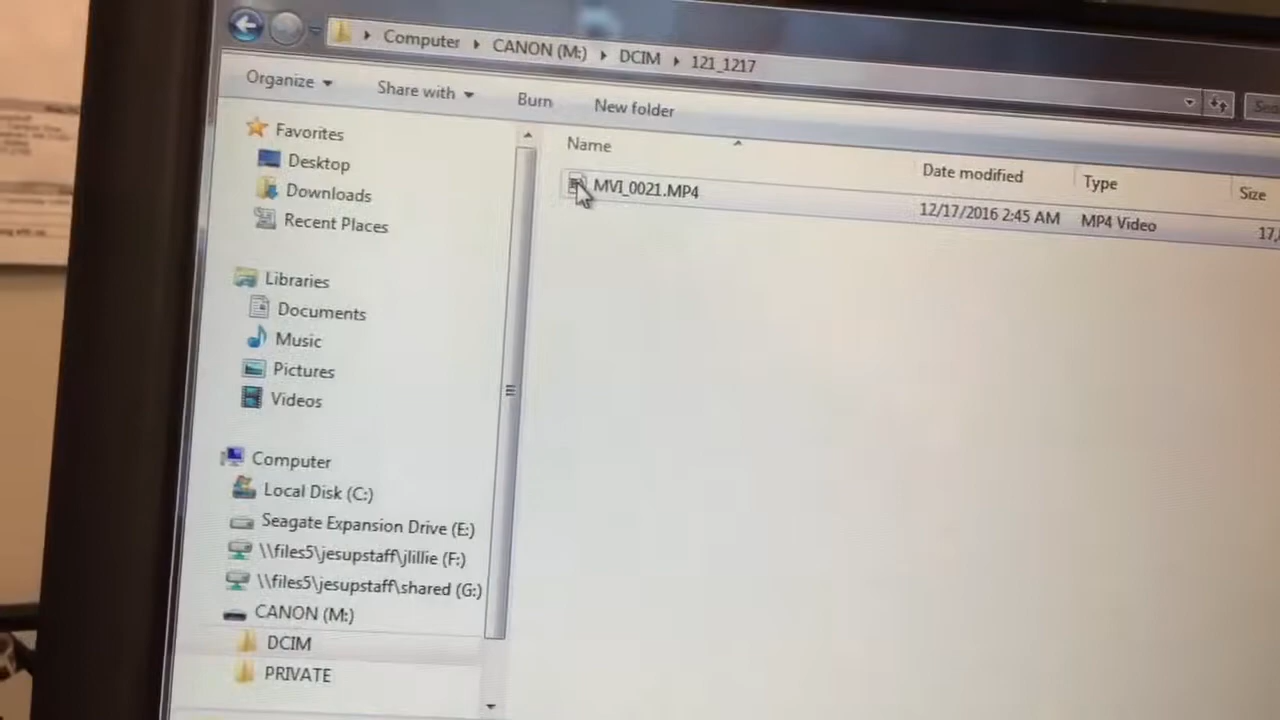 Computer CANON (M:) DCIM 121_1217
Organize Share with Burn New folder
Favorites
Desktop
Downloads
Recent Places
Libraries
Documents
Music
Pictures
Videos
Computer
Local Disk (C:)
Seagate Expansion Drive (E:)
\\files5\jesupstaff\jlillie (F:)
\\files5\jesupstaff\shared (G:)
CANON (M:)
DCIM
PRIVATE
Name Date modified Type Size
MVI_0021.MP4 12/17/2016 2:45 AM MP4 Video 17,